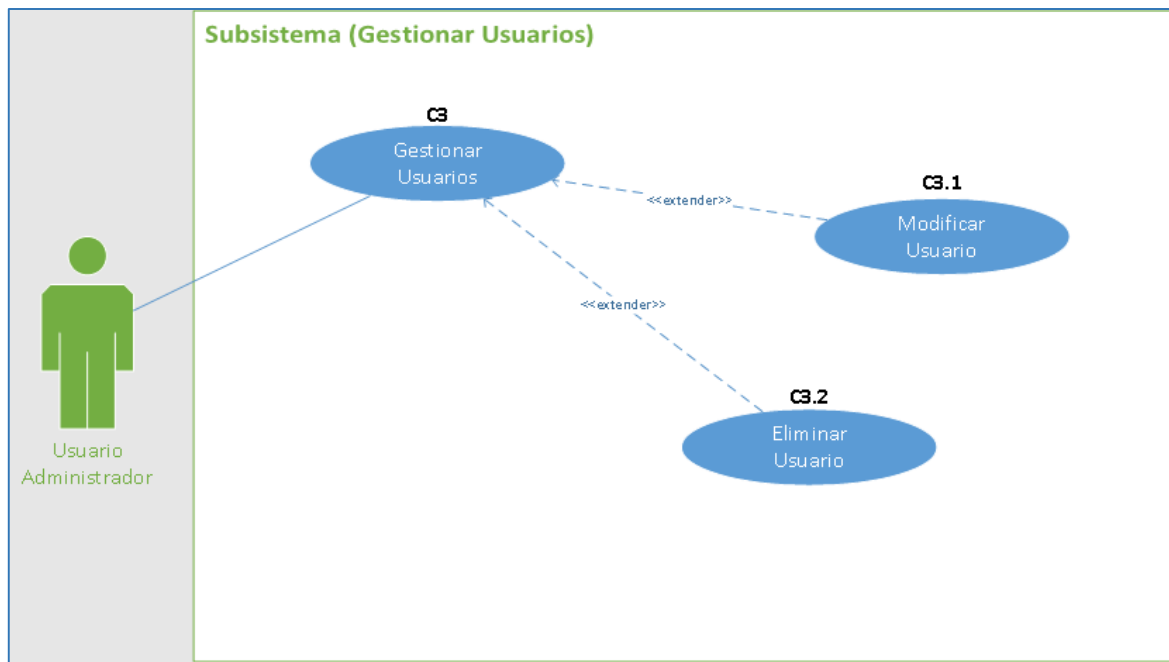 Subsistema (Gestionar Usuarios)
C3
Gestionar
Usuarios
C3.1
<<extender>>
Modificar
Usuario
<<extender>>
C3.2
Eliminar
Usuario
Usuario
Administrador